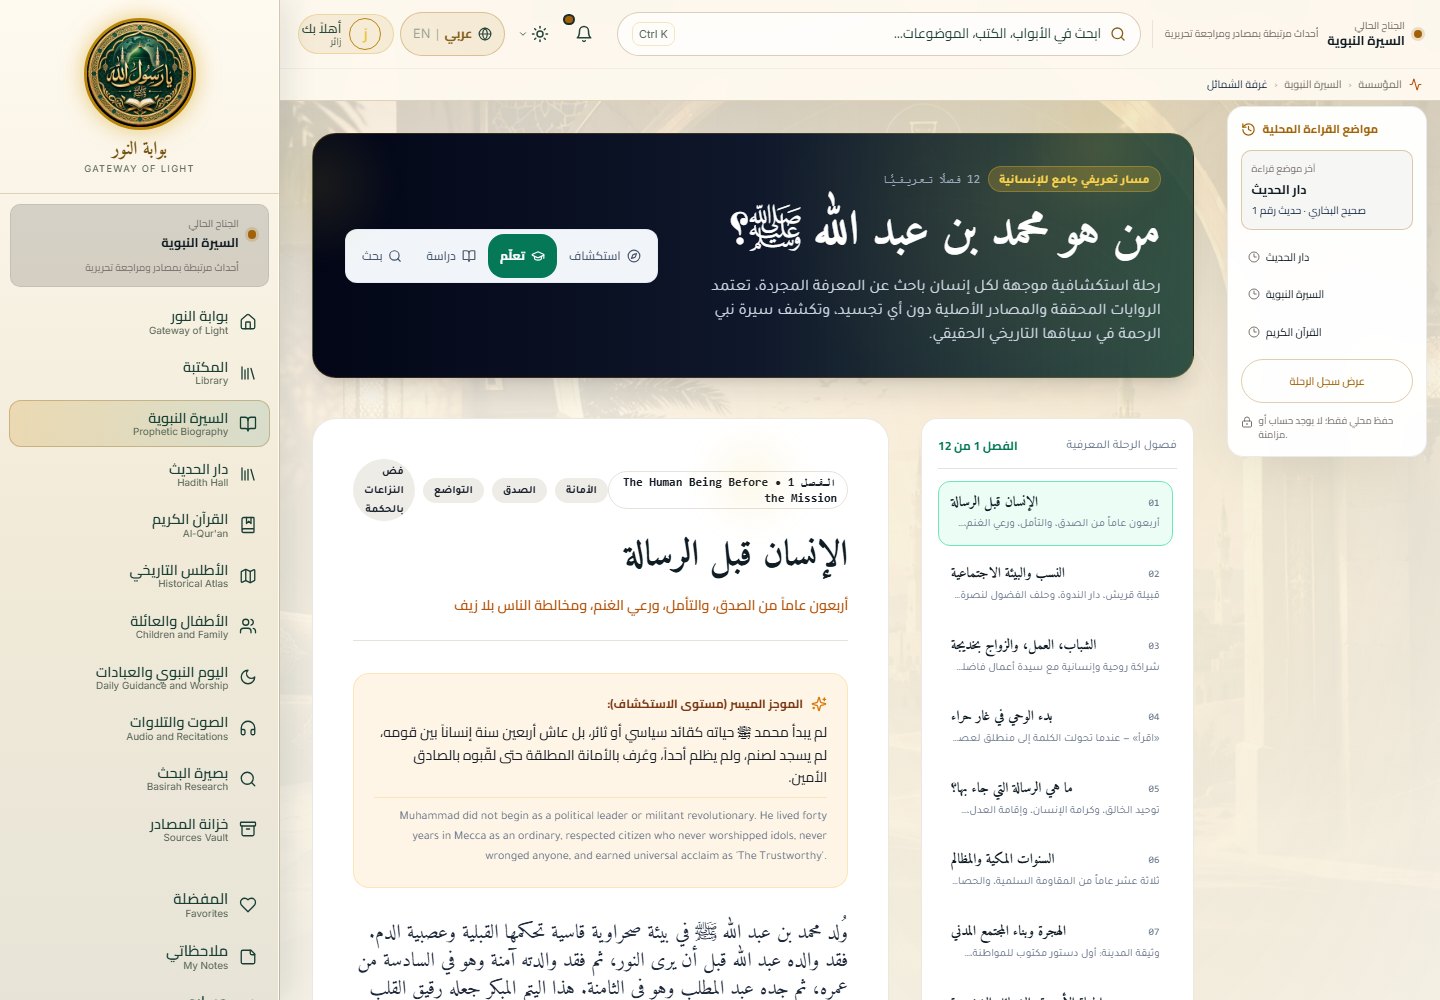 الجناح الحالي
السيرة النبوية
أحداث مرتبطة بمصادر ومراجعة تحريرية
ابحث في الأبواب، الكتب، الموضوعات...
Ctrl K
عربي | EN
أهلاً بك
زائر
ز
المؤسسة ‹ السيرة النبوية ‹ غرفة الشمائل
يا رسول الله
بوابة النور
GATEWAY OF LIGHT
الجناح الحالي
السيرة النبوية
أحداث مرتبطة بمصادر ومراجعة تحريرية
بوابة النور
Gateway of Light
المكتبة
Library
السيرة النبوية
Prophetic Biography
دار الحديث
Hadith Hall
القرآن الكريم
Al-Qur'an
الأطلس التاريخي
Historical Atlas
الأطفال والعائلة
Children and Family
اليوم النبوي والعبادات
Daily Guidance and Worship
الصوت والتلاوات
Audio and Recitations
بصيرة البحث
Basirah Research
خزانة المصادر
Sources Vault
المفضلة
Favorites
ملاحظاتي
My Notes
مواضع القراءة المحلية
آخر موضع قراءة
دار الحديث
صحيح البخاري · حديث رقم 1
دار الحديث
السيرة النبوية
القرآن الكريم
عرض سجل الرحلة
حفظ محلي فقط؛ لا يوجد حساب أو
مزامنة.
مسار تعريفي جامع للإنسانية
12 فصلًا تعريفيًا
من هو محمد بن عبد الله ﷺ؟
رحلة استكشافية موجهة لكل إنسان باحث عن المعرفة المجردة، تعتمد
الروايات المحققة والمصادر الأصلية دون أي تجسيد، وتكشف سيرة نبي
الرحمة في سياقها التاريخي الحقيقي.
استكشاف
تعلّم
دراسة
بحث
فصول الرحلة المعرفية
الفصل 1 من 12
01
الإنسان قبل الرسالة
أربعون عاماً من الصدق، والتأمل، ورعي الغنم،...
02
النسب والبيئة الاجتماعية
قبيلة قريش، دار الندوة، وحلف الفضول لنصرة...
03
الشباب، العمل، والزواج بخديجة
شراكة روحية وإنسانية مع سيدة أعمال فاضلـ...
04
بدء الوحي في غار حراء
«اقرأ» – عندما تحولت الكلمة إلى منطلق لعصـ...
05
ما هي الرسالة التي جاء بها؟
توحيد الخالق، وكرامة الإنسان، وإقامة العدل،...
06
السنوات المكية والمظالم
ثلاثة عشر عاماً من المقاومة السلمية، والحصا...
07
الهجرة وبناء المجتمع المدني
وثيقة المدينة: أول دستور مكتوب للمواطنة،...
الفصل 1 • The Human Being Before
the Mission
الأمانة
الصدق
التواضع
فض
النزاعات
بالحكمة
الإنسان قبل الرسالة
أربعون عاماً من الصدق، والتأمل، ورعي الغنم، ومخالطة الناس بلا زيف
الموجز الميسر (مستوى الاستكشاف):
لم يبدأ محمد ﷺ حياته كقائد سياسي أو ثائر، بل عاش أربعين سنة إنساناً بين قومه،
لم يسجد لصنم، ولم يظلم أحداً، وعُرف بالأمانة المطلقة حتى لقّبوه بالصادق
الأمين.
Muhammad did not begin as a political leader or militant revolutionary. He lived forty
years in Mecca as an ordinary, respected citizen who never worshipped idols, never
wronged anyone, and earned universal acclaim as 'The Trustworthy'.
وُلد محمد بن عبد الله ﷺ في بيئة صحراوية قاسية تحكمها القبلية وعصبية الدم.
فقد والده عبد الله قبل أن يرى النور، ثم فقد والدته آمنة وهو في السادسة من
عمره، ثم جده عبد المطلب وهو في الثامنة. هذا اليتم المبكر جعله رقيق القلب